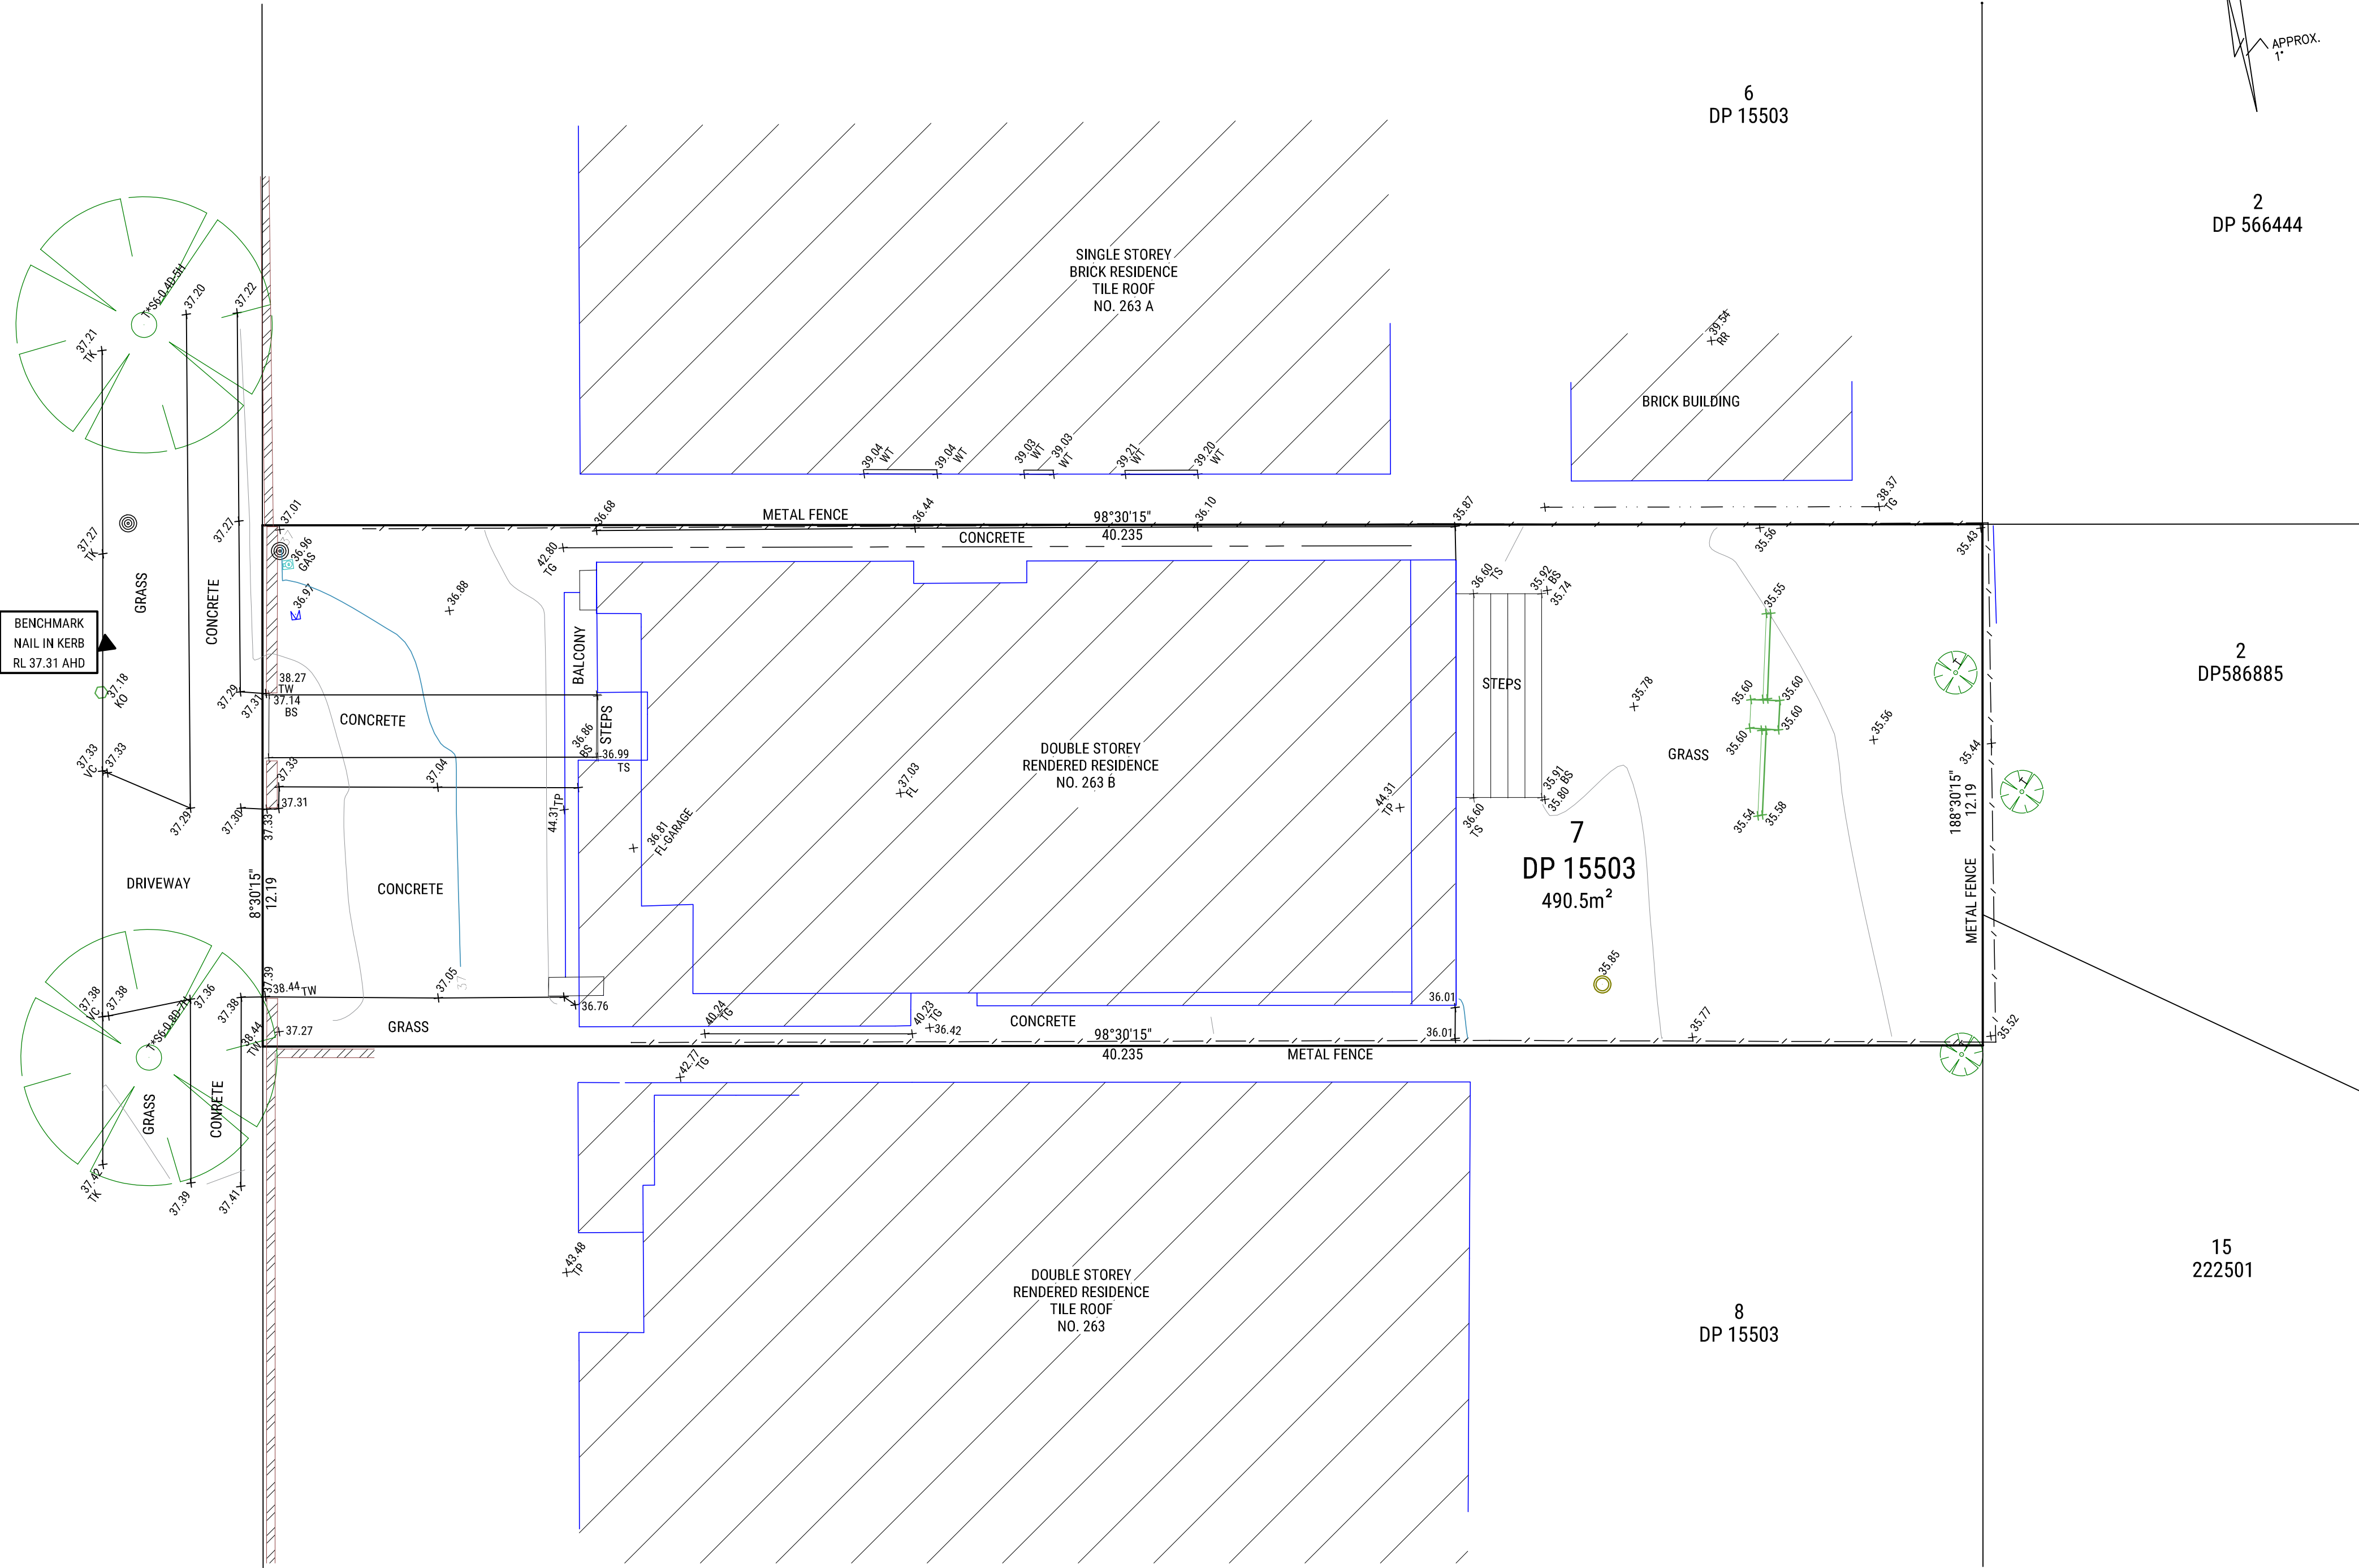 APPROX.
1°
6
DP 15503
2
DP 566444
SINGLE STOREY
BRICK RESIDENCE
TILE ROOF
NO. 263 A
39.54
RR
BRICK BUILDING
T*S6-0.4D-5H
37.20
37.22
37.21
TK
39.04
WT
39.04
WT
39.03
WT
39.03
WT
39.21
WT
39.20
WT
38.37
TG
37.27
TK
GRASS
CONCRETE
37.27
37.01
37
36.96
GAS
36.97
36.88
36.68
METAL FENCE
36.44
98°30'15"
40.235
36.10
35.87
CONCRETE
42.80
TG
35.56
35.43
BENCHMARK
NAIL IN KERB
RL 37.31 AHD
37.18
KO
37.29
37.31
38.27
TW
37.14
BS
CONCRETE
BALCONY
STEPS
36.86
BS
36.99
TS
36.60
TS
35.92
BS
35.74
STEPS
35.55
35.60
35.60
35.60
35.60
35.78
35.56
GRASS
35.44
T
T
2
DP586885
37.33
VC
37.33
37.33
37.04
37.31
37.29
37.30
37.33
44.31
TP
36.81
FL-GARAGE
37.03
FL
DOUBLE STOREY
RENDERED RESIDENCE
NO. 263 B
44.31
TP
36.60
TS
35.91
BS
35.80
35.54
35.58
188°30'15"
12.19
METAL FENCE
7
DP 15503
490.5m²
DRIVEWAY
8°30'15"
12.19
CONCRETE
35.85
37.39
38.44
TW
37.05
37
36.76
37.38
VC
37.38
37.36
37.38
T*S6-0.8D-7H
38.44
TW
37.27
GRASS
40.24
TG
40.23
TG
36.42
CONCRETE
36.01
36.01
98°30'15"
40.235
METAL FENCE
35.77
35.52
T
42.77
TG
GRASS
CONRETE
37.42
TK
37.39
37.41
43.48
TP
DOUBLE STOREY
RENDERED RESIDENCE
TILE ROOF
NO. 263
8
DP 15503
15
222501